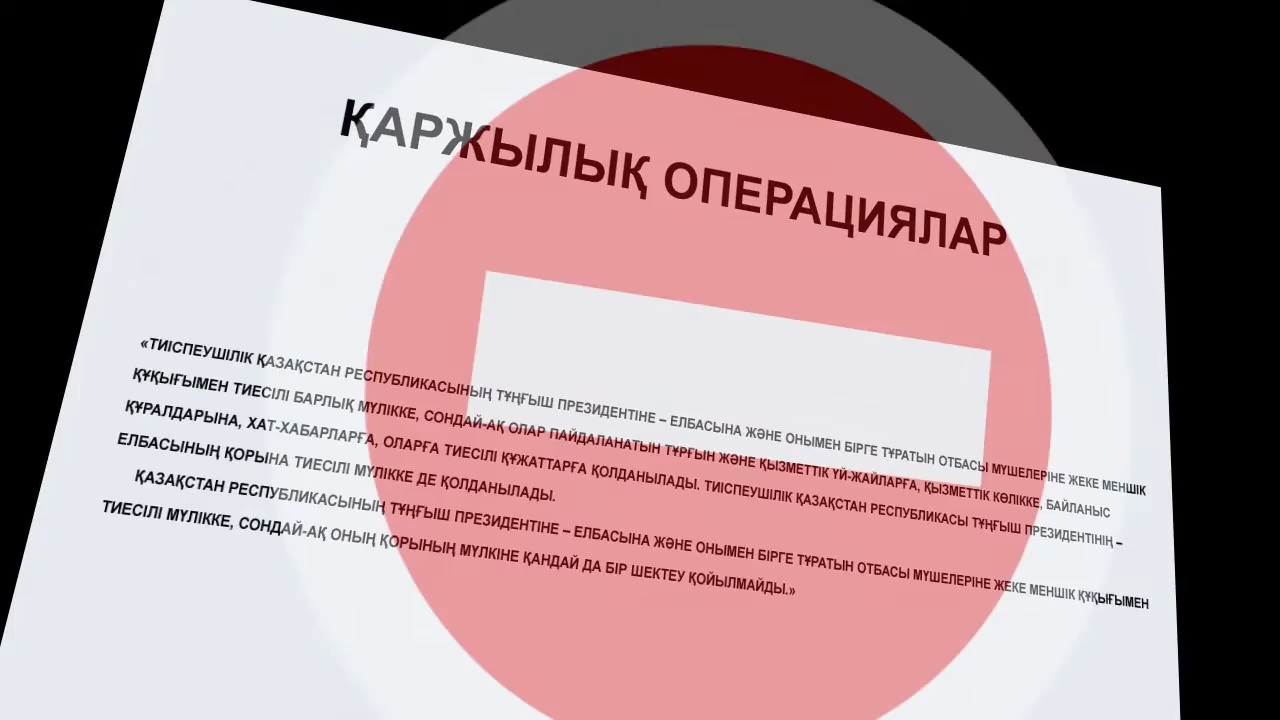 ҚАРЖЫЛЫҚ ОПЕРАЦИЯЛАР
«ТИІСПЕУШІЛІК ҚАЗАҚСТАН РЕСПУБЛИКАСЫНЫҢ ТҰҢҒЫШ ПРЕЗИДЕНТІНЕ – ЕЛБАСЫНА ЖӘНЕ ОНЫМЕН БІРГЕ ТҰРАТЫН ОТБАСЫ МҮШЕЛЕРІНЕ ЖЕКЕ МЕНШІК
ҚҰҚЫҒЫМЕН ТИЕСІЛІ БАРЛЫҚ МҮЛІККЕ, СОНДАЙ-АҚ ОЛАР ПАЙДАЛАНАТЫН ТҰРҒЫН ЖӘНЕ ҚЫЗМЕТТІК ҮЙ-ЖАЙЛАРҒА, ҚЫЗМЕТТІК КӨЛІККЕ, БАЙЛАНЫС
ҚҰРАЛДАРЫНА, ХАТ-ХАБАРЛАРҒА, ОЛАРҒА ТИЕСІЛІ ҚҰЖАТТАРҒА ҚОЛДАНЫЛАДЫ. ТИІСПЕУШІЛІК ҚАЗАҚСТАН РЕСПУБЛИКАСЫ ТҰҢҒЫШ ПРЕЗИДЕНТІНІҢ –
ЕЛБАСЫНЫҢ ҚОРЫНА ТИЕСІЛІ МҮЛІККЕ ДЕ ҚОЛДАНЫЛАДЫ.
ҚАЗАҚСТАН РЕСПУБЛИКАСЫНЫҢ ТҰҢҒЫШ ПРЕЗИДЕНТІНЕ – ЕЛБАСЫНА ЖӘНЕ ОНЫМЕН БІРГЕ ТҰРАТЫН ОТБАСЫ МҮШЕЛЕРІНЕ ЖЕКЕ МЕНШІК ҚҰҚЫҒЫМЕН
ТИЕСІЛІ МҮЛІККЕ, СОНДАЙ-АҚ ОНЫҢ ҚОРЫНЫҢ МҮЛКІНЕ ҚАНДАЙ ДА БІР ШЕКТЕУ ҚОЙЫЛМАЙДЫ.»